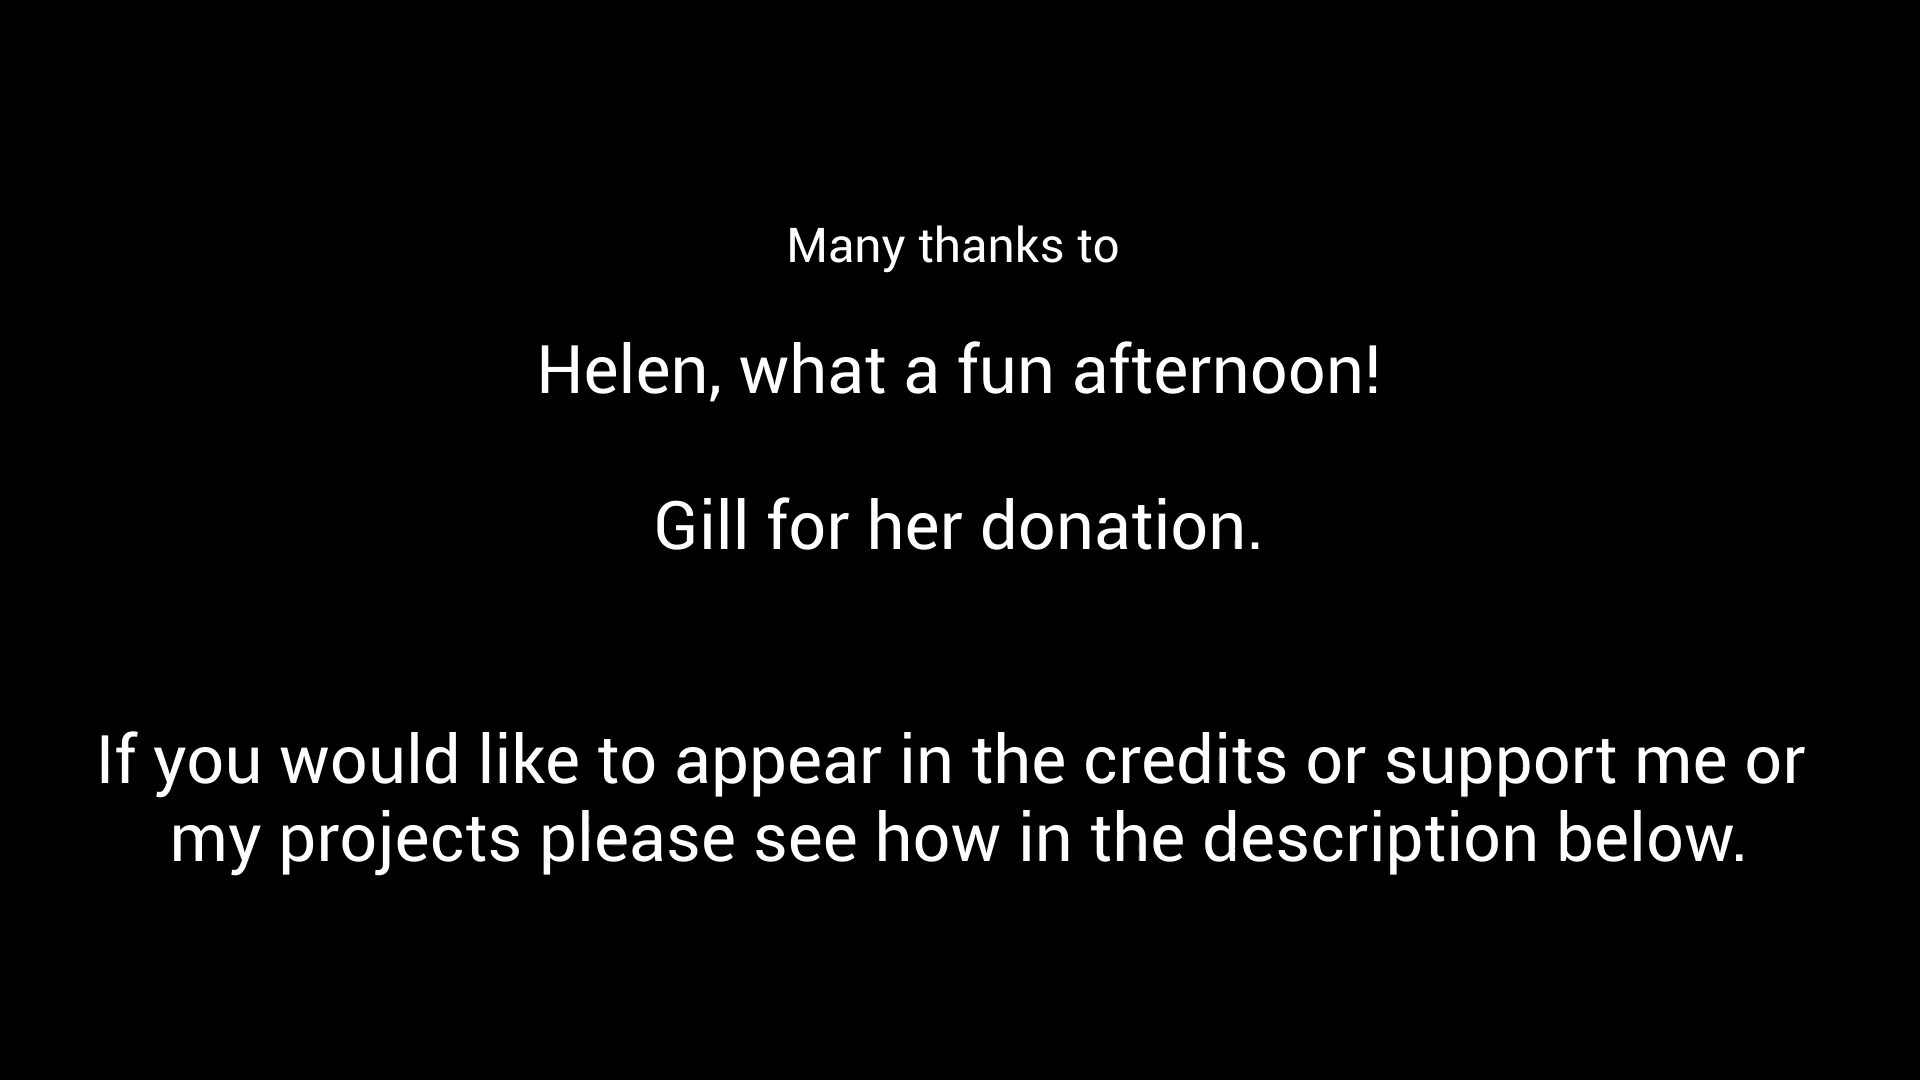 Many thanks to
Helen, what a fun afternoon!
Gill for her donation.
If you would like to appear in the credits or support me or
my projects please see how in the description below.